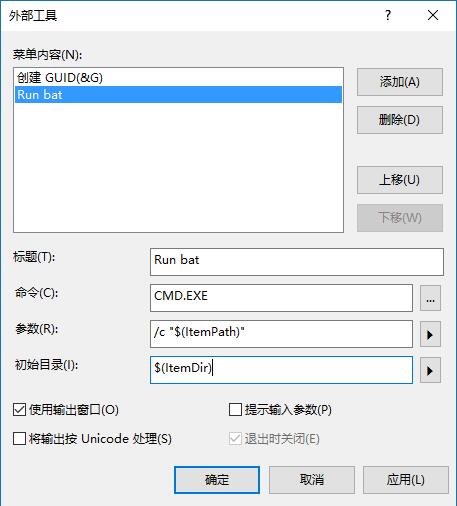 外部工具
菜单内容(N):
创建 GUID(&G)
Run bat
添加(A)
删除(D)
上移(U)
下移(W)
标题(T):
Run bat
命令(C):
CMD.EXE
...
参数(R):
/c "$(ItemPath)"
初始目录(I):
$(ItemDir)
使用输出窗口(O)
提示输入参数(P)
将输出按 Unicode 处理(S)
退出时关闭(E)
确定
取消
应用(L)